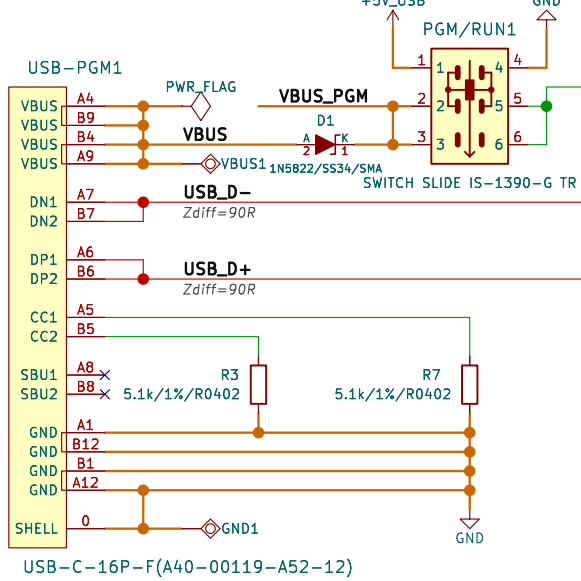 +5V_USB
GND
PGM/RUN1
USB-PGM1
PWR_FLAG
1
4
VBUS A4
VBUS B9
VBUS B4
VBUS A9
VBUS_PGM
2
5
VBUS
D1
A K
2 1
3
6
VBUS1
1N5822/SS34/SMA
SWITCH SLIDE IS-1390-G TR
DN1 A7
DN2 B7
USB_D-
Zdiff=90R
DP1 A6
DP2 B6
USB_D+
Zdiff=90R
CC1 A5
CC2 B5
SBU1 A8
SBU2 B8
R3
5.1k/1%/R0402
R7
5.1k/1%/R0402
GND A1
GND B12
GND B1
GND A12
SHELL 0
GND1
GND
USB-C-16P-F(A40-00119-A52-12)